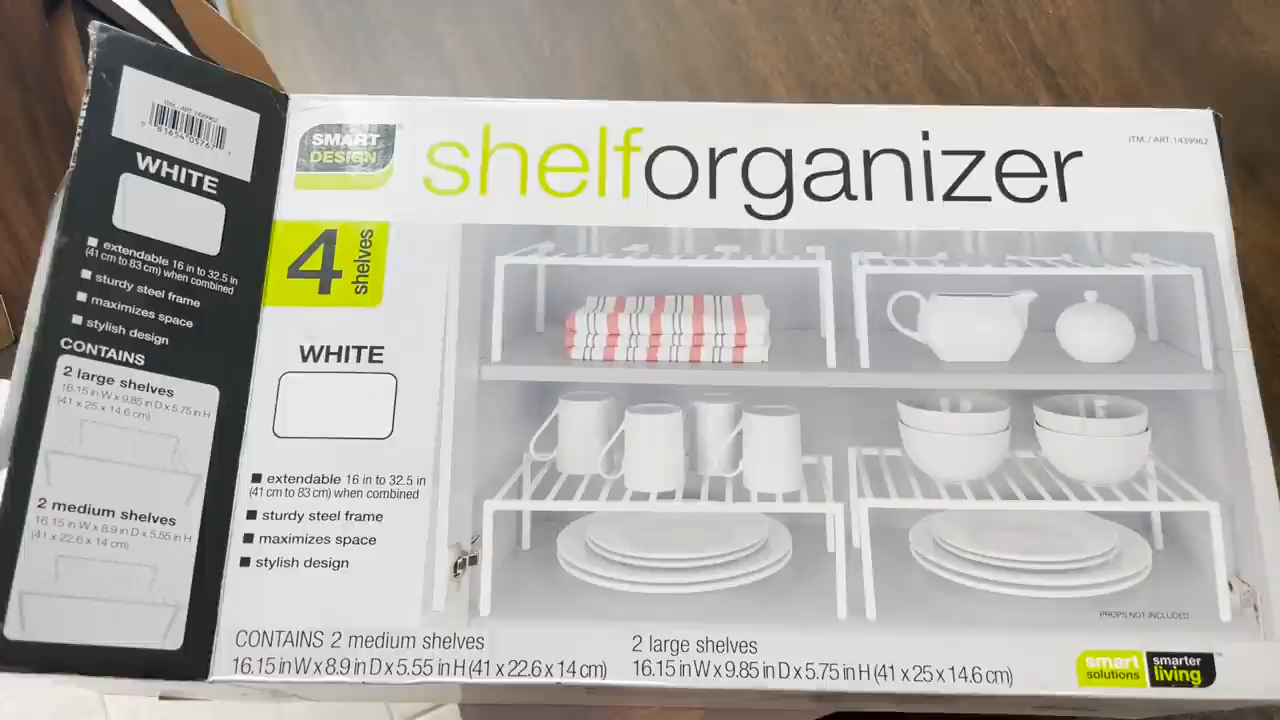 ITM. / ART. 1439962
WHITE
extendable 16 in to 32.5 in
(41 cm to 83 cm) when combined
sturdy steel frame
maximizes space
stylish design
CONTAINS
2 large shelves
16.15 in W x 9.85 in D x 5.75 in H
(41 x 25 x 14.6 cm)
2 medium shelves
16.15 in W x 8.9 in D x 5.55 in H
(41 x 22.6 x 14 cm)
SMART
DESIGN
shelforganizer
ITM. / ART. 1439962
4 shelves
WHITE
extendable 16 in to 32.5 in
(41 cm to 83 cm) when combined
sturdy steel frame
maximizes space
stylish design
PROPS NOT INCLUDED
CONTAINS 2 medium shelves
16.15 in W x 8.9 in D x 5.55 in H (41 x 22.6 x 14 cm)
2 large shelves
16.15 in W x 9.85 in D x 5.75 in H (41 x 25 x 14.6 cm)
smart
solutions
smarter
living